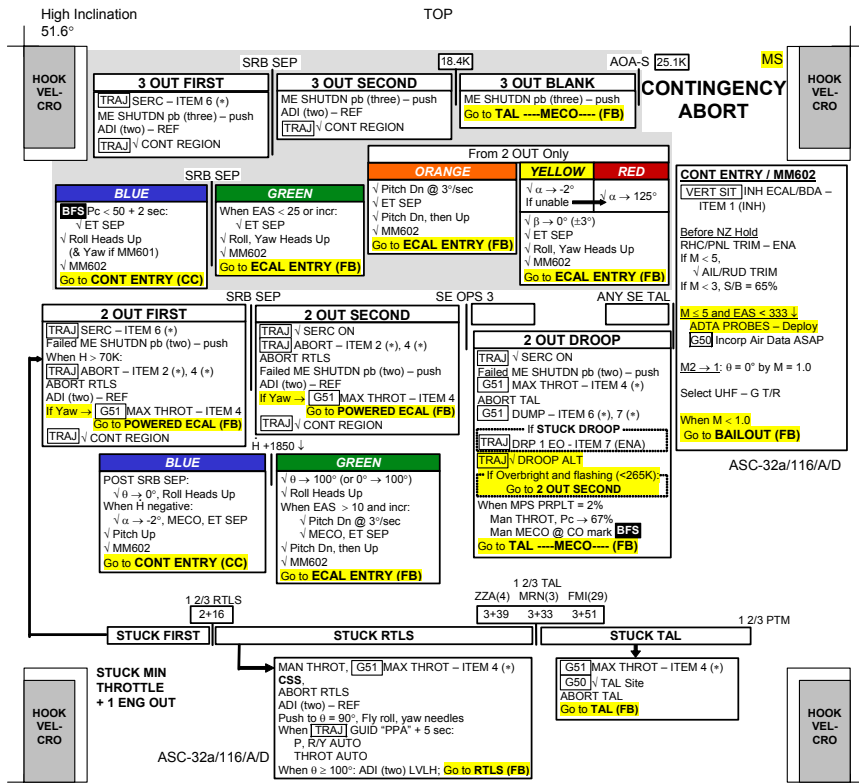 High Inclination
51.6°
TOP
MS
HOOK
VEL-
CRO
HOOK
VEL-
CRO
CONTINGENCY
ABORT
SRB SEP
18.4K
AOA-S 25.1K
3 OUT FIRST
TRAJ SERC – ITEM 6 (*)
ME SHUTDN pb (three) – push
ADI (two) – REF
TRAJ √ CONT REGION
3 OUT SECOND
ME SHUTDN pb (three) – push
ADI (two) – REF
TRAJ √ CONT REGION
3 OUT BLANK
ME SHUTDN pb (three) – push
Go to TAL ----MECO---- (FB)
SRB SEP
From 2 OUT Only
BLUE
BFS Pc < 50 + 2 sec:
√ ET SEP
√ Roll Heads Up
(& Yaw if MM601)
√ MM602
Go to CONT ENTRY (CC)
GREEN
When EAS < 25 or incr:
√ ET SEP
√ Roll, Yaw Heads Up
√ MM602
Go to ECAL ENTRY (FB)
ORANGE
√ Pitch Dn @ 3°/sec
√ ET SEP
√ Pitch Dn, then Up
√ MM602
Go to ECAL ENTRY (FB)
YELLOW
√ α → -2°
If unable
RED
√ α → 125°
√ β → 0° (±3°)
√ ET SEP
√ Roll, Yaw Heads Up
√ MM602
Go to ECAL ENTRY (FB)
CONT ENTRY / MM602
VERT SIT INH ECAL/BDA –
ITEM 1 (INH)
Before NZ Hold
RHC/PNL TRIM – ENA
If M < 5,
√ AIL/RUD TRIM
If M < 3, S/B = 65%
M ≤ 5 and EAS < 333 ↓
ADTA PROBES – Deploy
G50 Incorp Air Data ASAP
M2 → 1: θ = 0° by M = 1.0
Select UHF – G T/R
When M < 1.0
Go to BAILOUT (FB)
ASC-32a/116/A/D
SRB SEP
SE OPS 3
ANY SE TAL
2 OUT FIRST
TRAJ SERC – ITEM 6 (*)
Failed ME SHUTDN pb (two) – push
When H > 70K:
TRAJ ABORT – ITEM 2 (*), 4 (*)
ABORT RTLS
ADI (two) – REF
If Yaw → G51 MAX THROT - ITEM 4
Go to POWERED ECAL (FB)
TRAJ √ CONT REGION
2 OUT SECOND
TRAJ √ SERC ON
TRAJ ABORT – ITEM 2 (*), 4 (*)
ABORT RTLS
Failed ME SHUTDN pb (two) – push
ADI (two) – REF
If Yaw → G51 MAX THROT - ITEM 4
Go to POWERED ECAL (FB)
TRAJ √ CONT REGION
2 OUT DROOP
TRAJ √ SERC ON
Failed ME SHUTDN pb (two) – push
G51 MAX THROT – ITEM 4 (*)
ABORT TAL
G51 DUMP – ITEM 6 (*), 7 (*)
If STUCK DROOP
TRAJ DRP 1 EO - ITEM 7 (ENA)
TRAJ √ DROOP ALT
If Overbright and flashing (<265K):
Go to 2 OUT SECOND
When MPS PRPLT = 2%
Man THROT, Pc → 67%
Man MECO @ CO mark BFS
Go to TAL ----MECO---- (FB)
Ḣ +1850 ↓
BLUE
POST SRB SEP:
√ θ → 0°, Roll Heads Up
When Ḣ negative:
√ α → -2°, MECO, ET SEP
√ Pitch Up
√ MM602
Go to CONT ENTRY (CC)
GREEN
√ θ → 100° (or 0° → 100°)
√ Roll Heads Up
When EAS > 10 and incr:
√ Pitch Dn @ 3°/sec
√ MECO, ET SEP
√ Pitch Dn, then Up
√ MM602
Go to ECAL ENTRY (FB)
1 2/3 RTLS
2+16
1 2/3 TAL
ZZA(4) MRN(3) FMI(29)
3+39 3+33 3+51
1 2/3 PTM
STUCK FIRST
STUCK RTLS
STUCK TAL
HOOK
VEL-
CRO
STUCK MIN
THROTTLE
+ 1 ENG OUT
MAN THROT, G51 MAX THROT – ITEM 4 (*)
CSS,
ABORT RTLS
ADI (two) – REF
Push to θ = 90°, Fly roll, yaw needles
When TRAJ GUID "PPA" + 5 sec:
P, R/Y AUTO
THROT AUTO
When θ ≥ 100°: ADI (two) LVLH; Go to RTLS (FB)
G51 MAX THROT – ITEM 4 (*)
G50 √ TAL Site
ABORT TAL
Go to TAL (FB)
HOOK
VEL-
CRO
ASC-32a/116/A/D